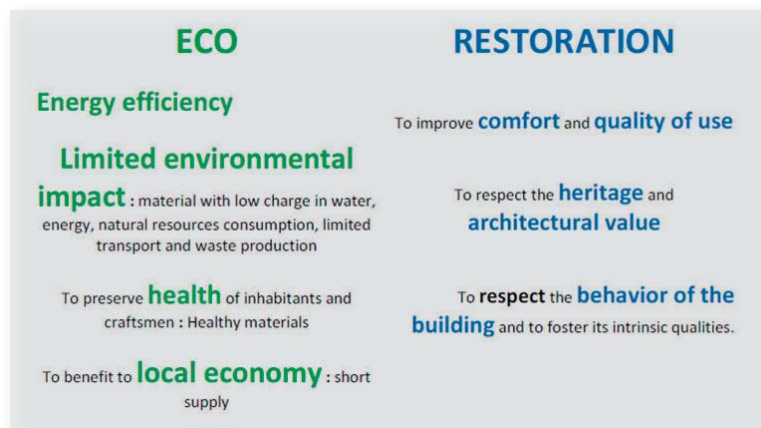 ECO
Energy efficiency
Limited environmental
impact : material with low charge in water,
energy, natural resources consumption, limited
transport and waste production
To preserve health of inhabitants and
craftsmen : Healthy materials
To benefit to local economy : short
supply
RESTORATION
To improve comfort and quality of use
To respect the heritage and
architectural value
To respect the behavior of the
building and to foster its intrinsic qualities.